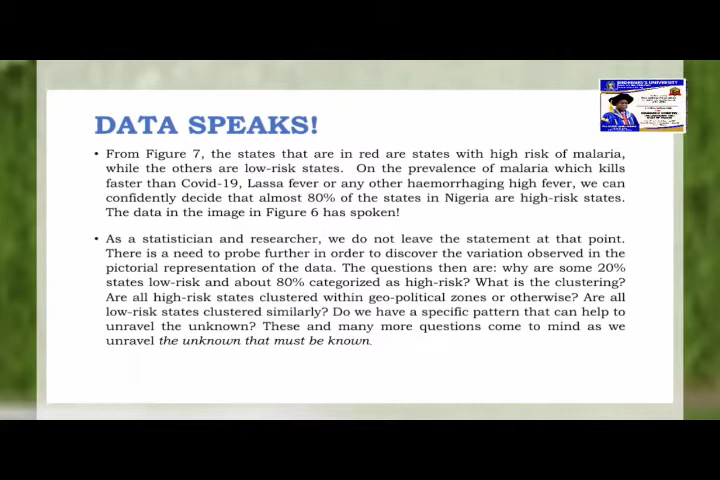 DATA SPEAKS!
• From Figure 7, the states that are in red are states with high risk of malaria,
while the others are low-risk states. On the prevalence of malaria which kills
faster than Covid-19, Lassa fever or any other haemorrhaging high fever, we can
confidently decide that almost 80% of the states in Nigeria are high-risk states.
The data in the image in Figure 6 has spoken!
• As a statistician and researcher, we do not leave the statement at that point.
There is a need to probe further in order to discover the variation observed in the
pictorial representation of the data. The questions then are: why are some 20%
states low-risk and about 80% categorized as high-risk? What is the clustering?
Are all high-risk states clustered within geo-political zones or otherwise? Are all
low-risk states clustered similarly? Do we have a specific pattern that can help to
unravel the unknown? These and many more questions come to mind as we
unravel the unknown that must be known.